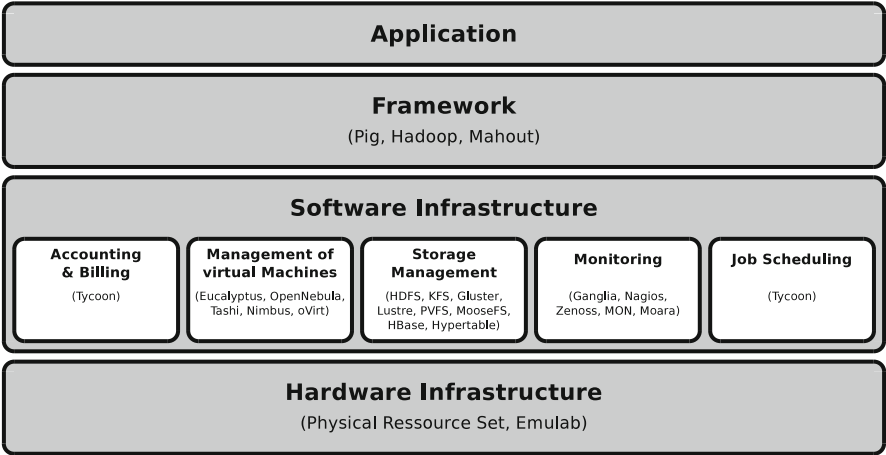 Application
Framework
(Pig, Hadoop, Mahout)
Software Infrastructure
Accounting
& Billing
(Tycoon)
Management of
virtual Machines
(Eucalyptus, OpenNebula,
Tashi, Nimbus, oVirt)
Storage
Management
(HDFS, KFS, Gluster,
Lustre, PVFS, MooseFS,
HBase, Hypertable)
Monitoring
(Ganglia, Nagios,
Zenoss, MON, Moara)
Job Scheduling
(Tycoon)
Hardware Infrastructure
(Physical Ressource Set, Emulab)